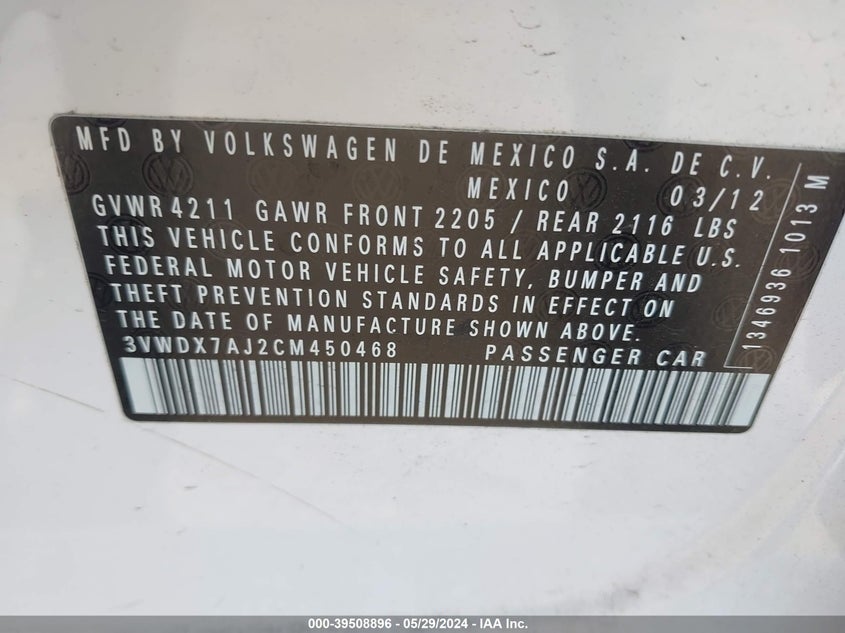 MFD BY VOLKSWAGEN DE MEXICO S.A. DE C.V.
MEXICO 03/12
GVWR 4211 GAWR FRONT 2205 / REAR 2116 LBS
THIS VEHICLE CONFORMS TO ALL APPLICABLE U.S.
FEDERAL MOTOR VEHICLE SAFETY, BUMPER AND
THEFT PREVENTION STANDARDS IN EFFECT ON
THE DATE OF MANUFACTURE SHOWN ABOVE.
3VWDX7AJ2CM450468 PASSENGER CAR
1346936 1013 M
000-39508896 - 05/29/2024 - IAA Inc.